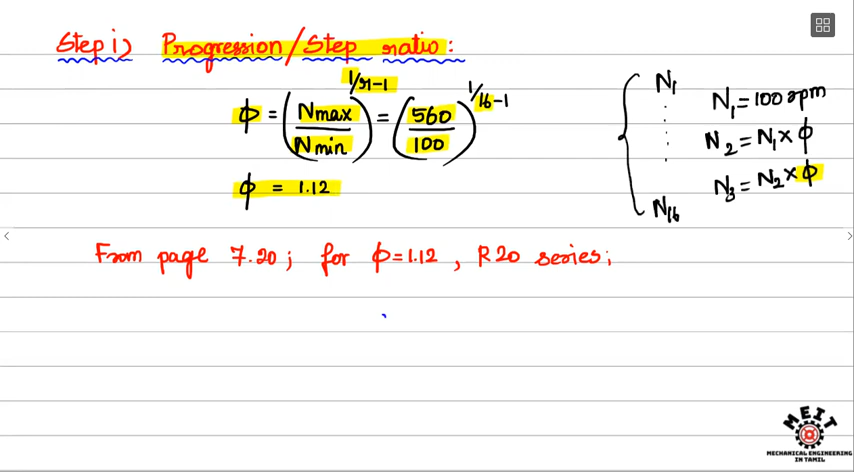 Step i) Progression/Step ratio:
ϕ = (Nmax/Nmin)^1/n-1 = (560/100)^1/16-1
ϕ = 1.12
N1
N16
N1 = 100 rpm
N2 = N1 × ϕ
N3 = N2 × ϕ
From page 7.20; for ϕ = 1.12, R20 series;
MEIT
MECHANICAL ENGINEERING
IN TAMIL